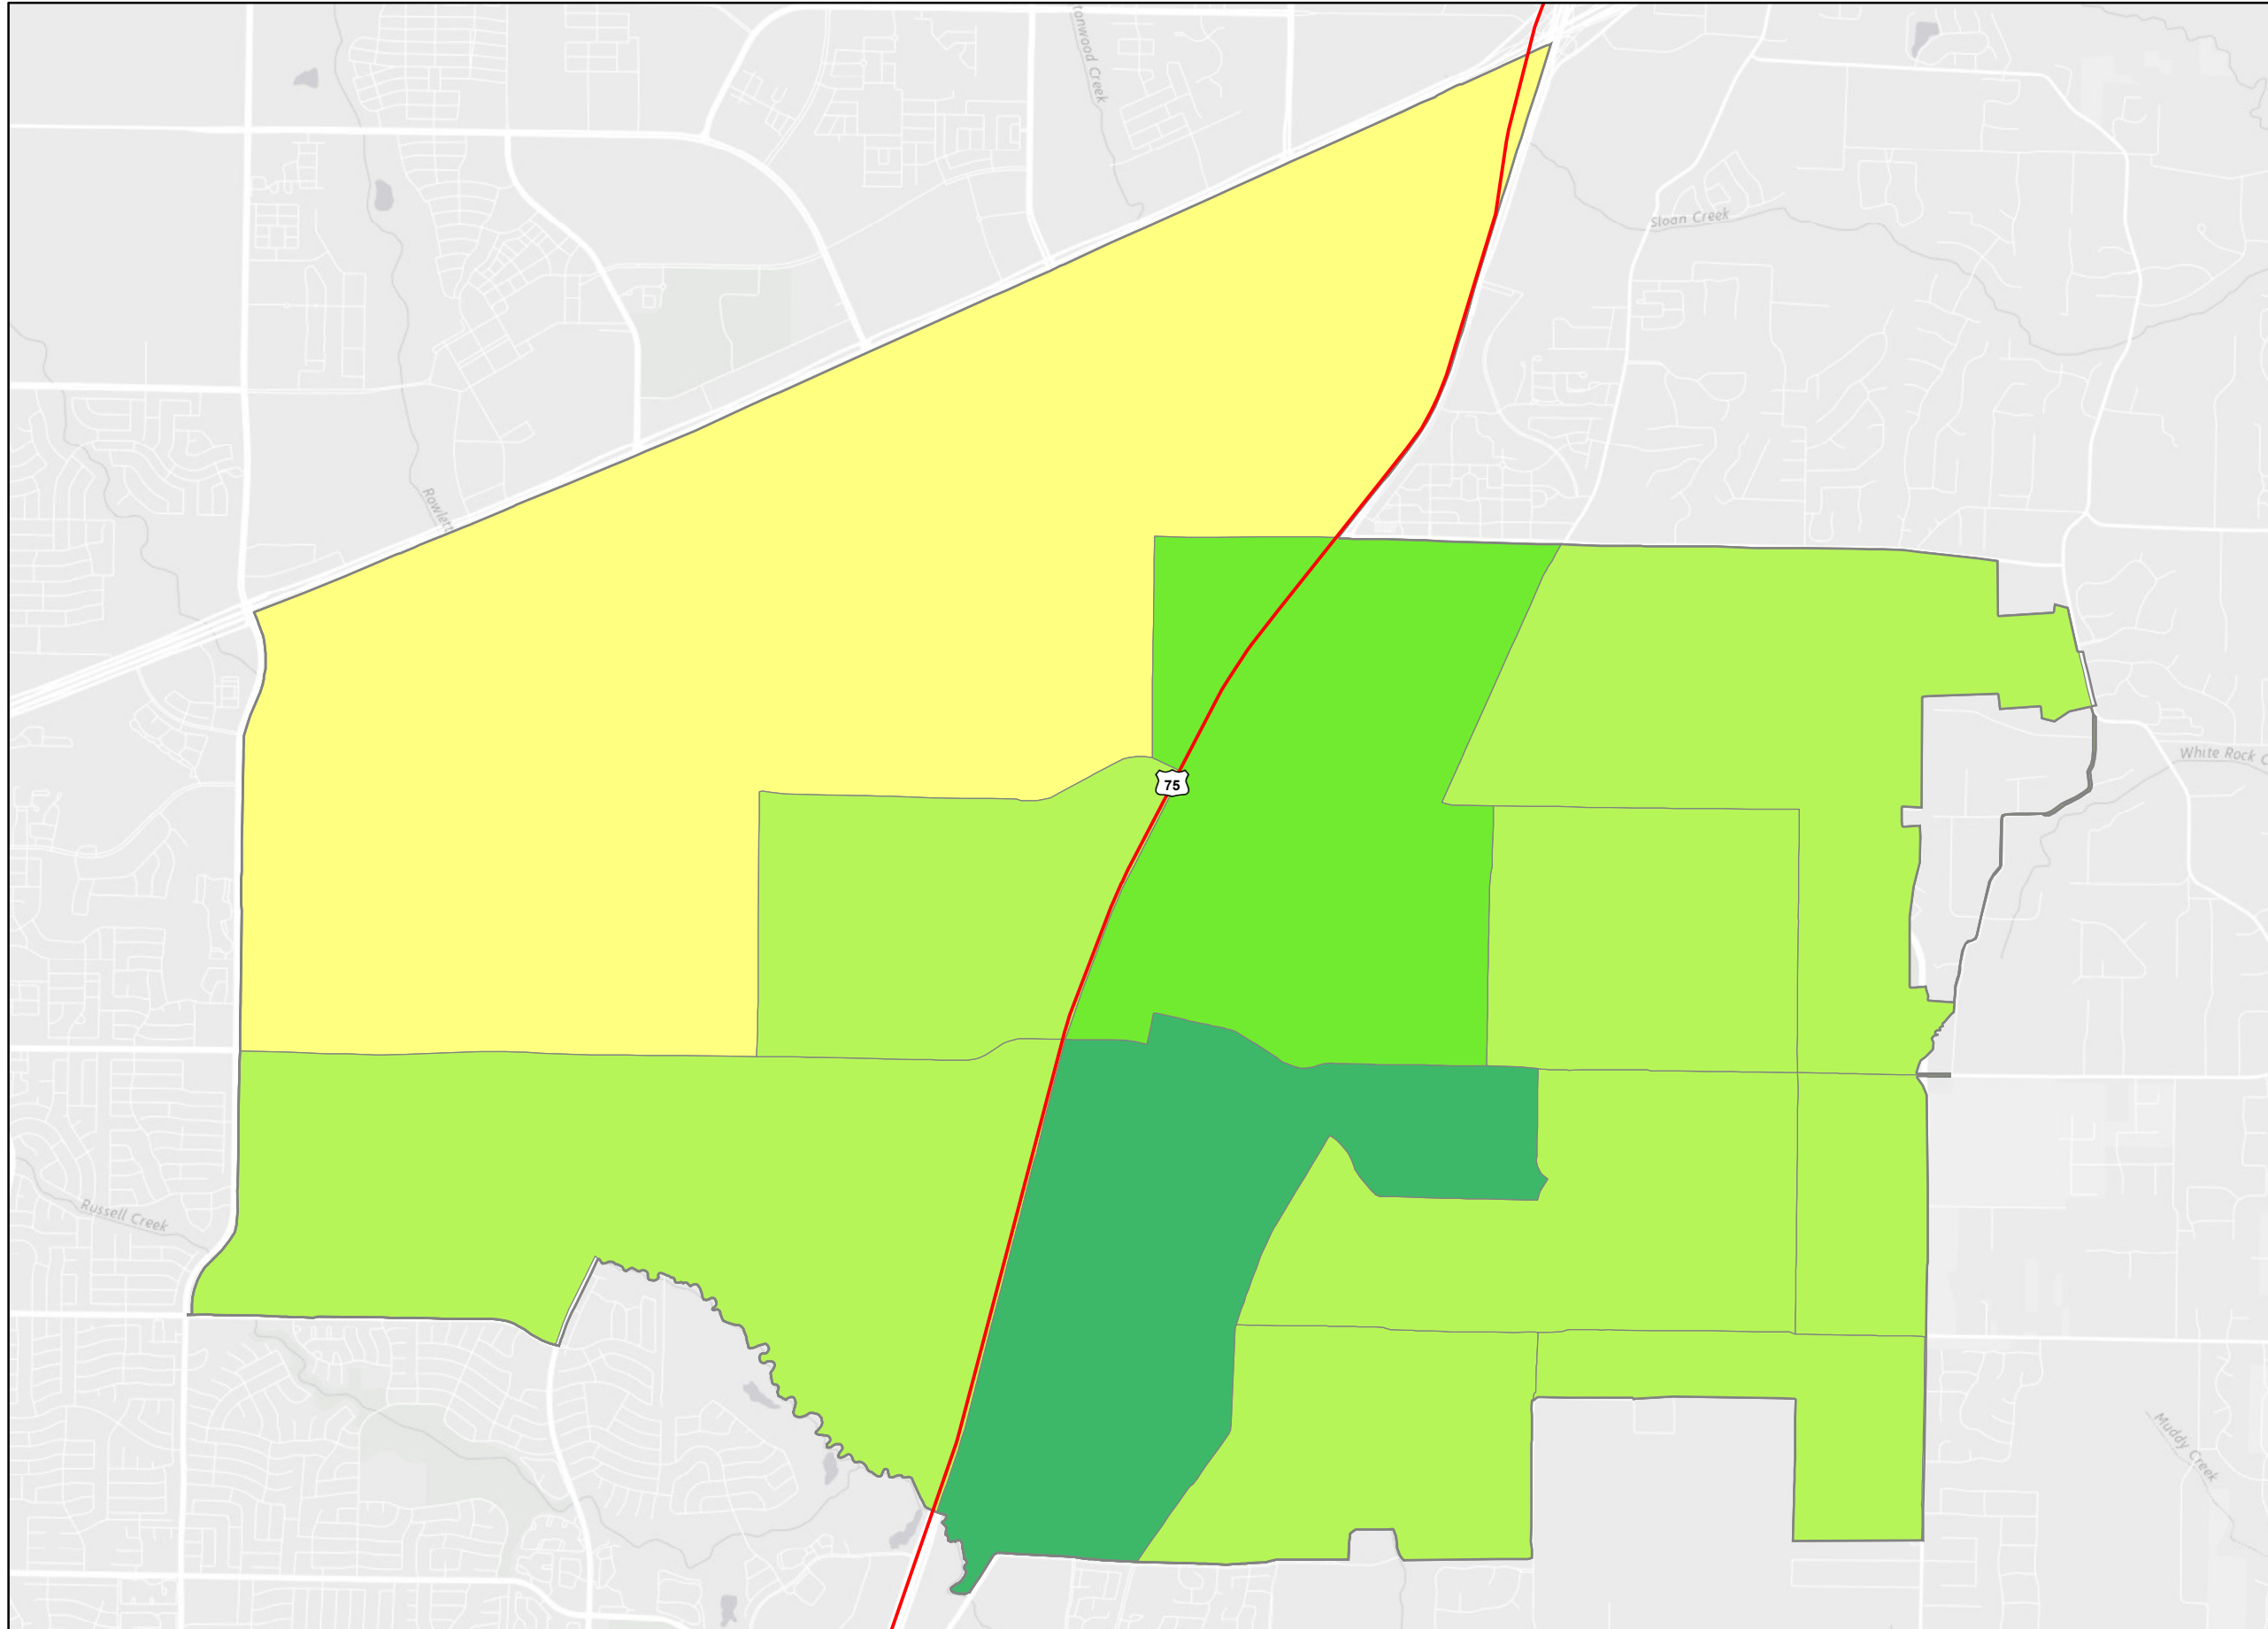 tonwood Creek
Sloan Creek
Rowlett
White Rock C
75
Russell Creek
Muddy Creek